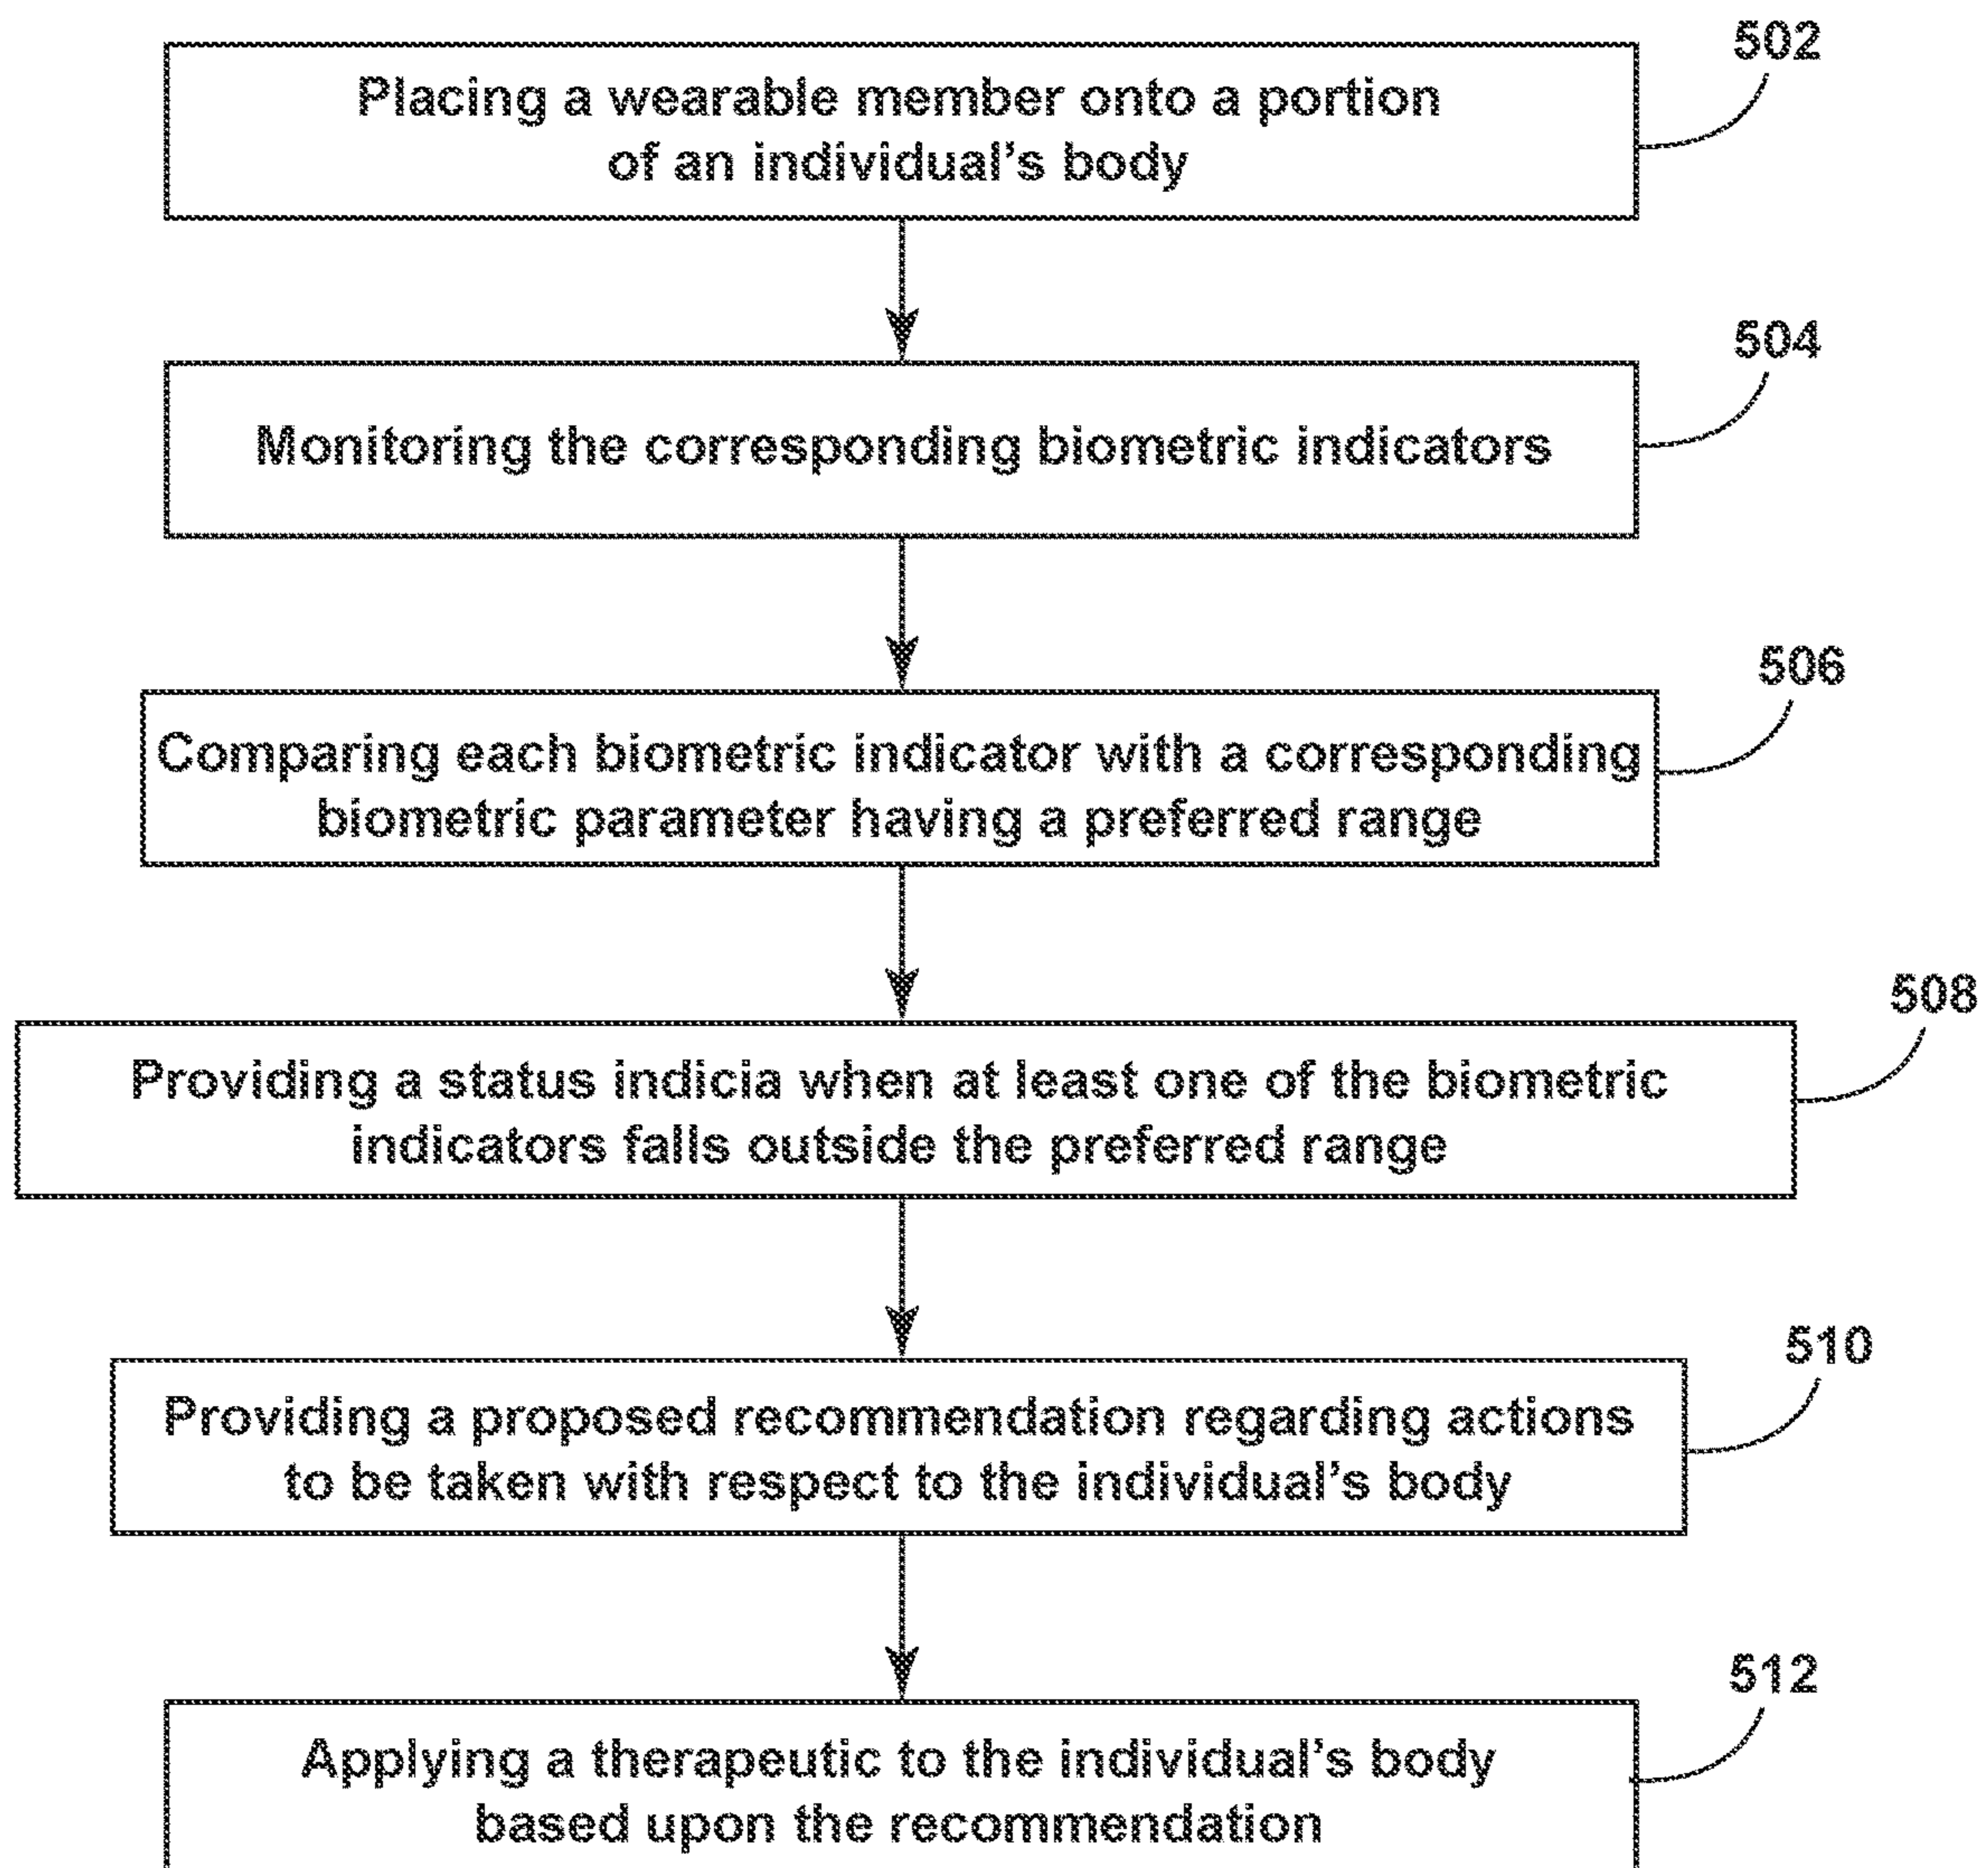 502
Placing a wearable member onto a portion
of an individual's body
504
Monitoring the corresponding biometric indicators
506
Comparing each biometric indicator with a corresponding
biometric parameter having a preferred range
508
Providing a status indicia when at least one of the biometric
indicators falls outside the preferred range
510
Providing a proposed recommendation regarding actions
to be taken with respect to the individual's body
512
Applying a therapeutic to the individual's body
based upon the recommendation